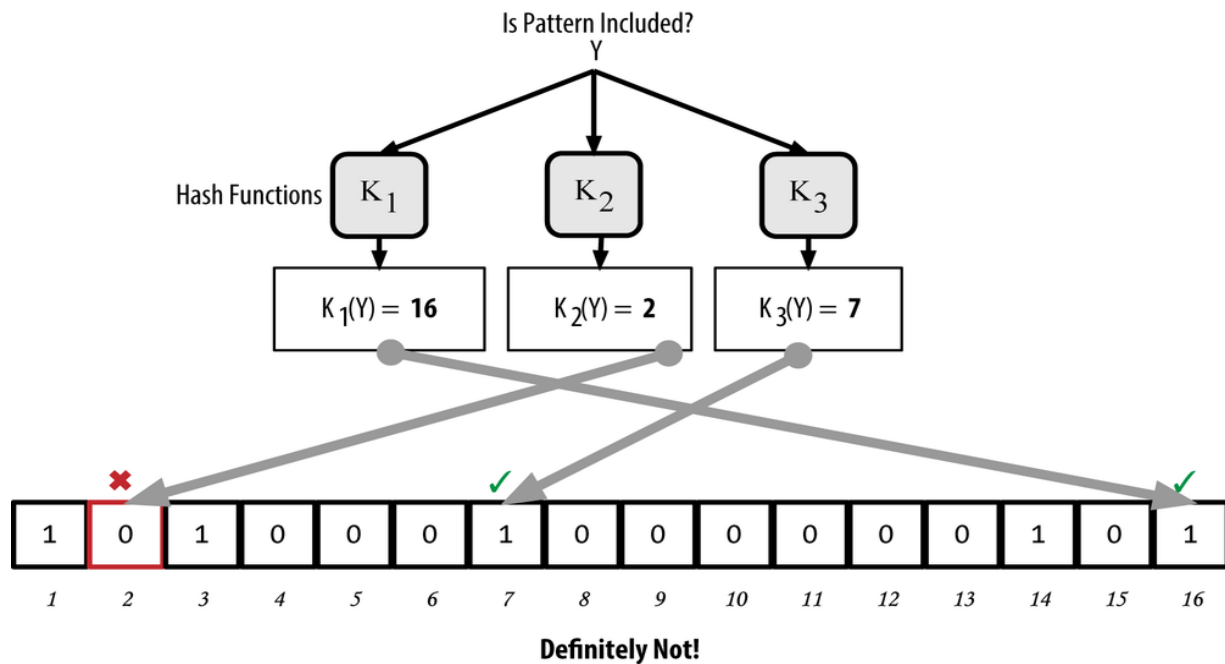 Is Pattern Included?
Y
Hash Functions K1 K2 K3
K1(Y) = 16 K2(Y) = 2 K3(Y) = 7
✖ ✓ ✓
1 0 1 0 0 0 1 0 0 0 0 0 0 1 0 1
1 2 3 4 5 6 7 8 9 10 11 12 13 14 15 16
Definitely Not!